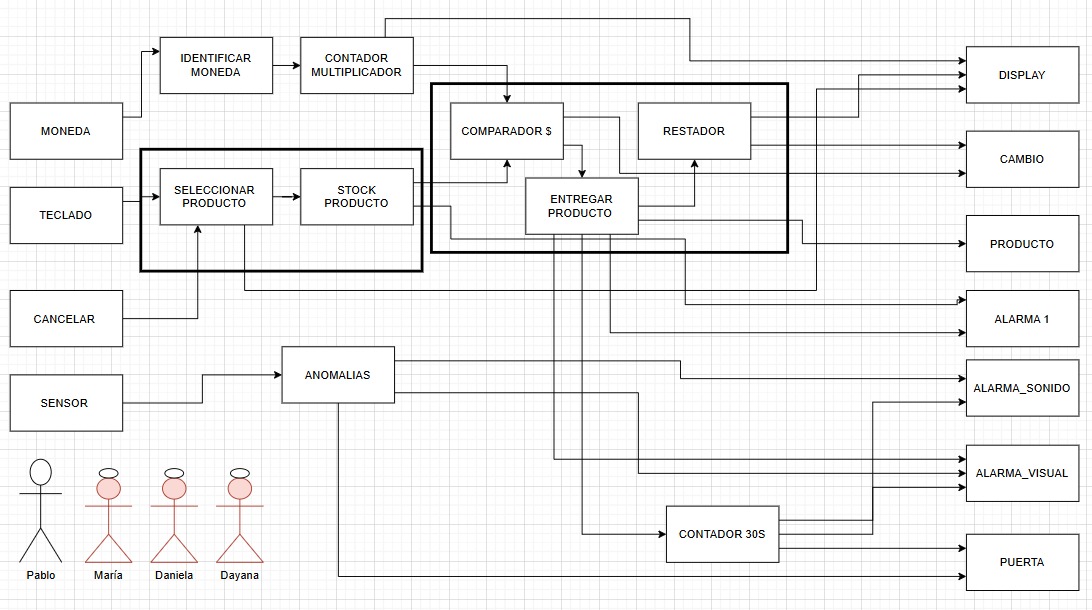 IDENTIFICAR
MONEDA
CONTADOR
MULTIPLICADOR
DISPLAY
MONEDA
COMPARADOR $
RESTADOR
CAMBIO
TECLADO
SELECCIONAR
PRODUCTO
STOCK
PRODUCTO
ENTREGAR
PRODUCTO
PRODUCTO
CANCELAR
ALARMA 1
SENSOR
ANOMALIAS
ALARMA_SONIDO
ALARMA_VISUAL
CONTADOR 30S
PUERTA
Pablo
María
Daniela
Dayana